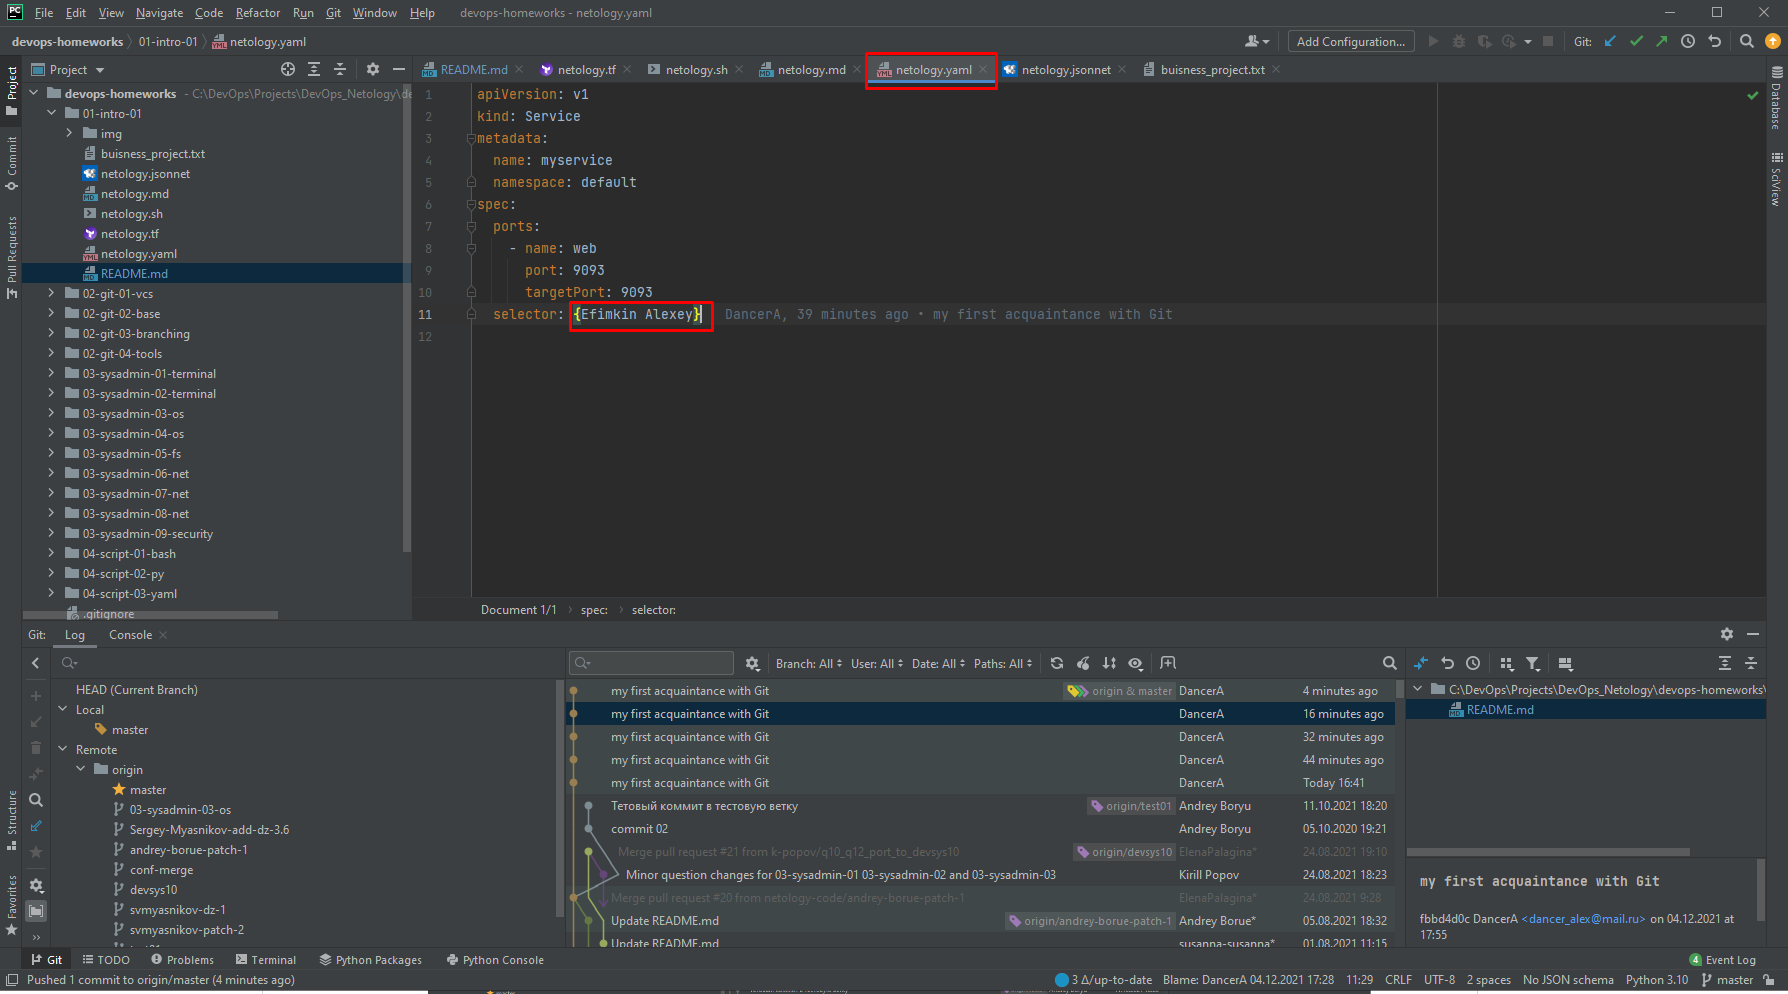 PC File Edit View Navigate Code Refactor Run Git Window Help devops-homeworks - netology.yaml
devops-homeworks 01-intro-01 netology.yaml Add Configuration... Git:
Project
Commit
Pull Requests
Structure
Favorites
Project
devops-homeworks - C:\DevOps\Projects\DevOps_Netology\de
01-intro-01
img
buisness_project.txt
netology.jsonnet
netology.md
netology.sh
netology.tf
netology.yaml
README.md
02-git-01-vcs
02-git-02-base
02-git-03-branching
02-git-04-tools
03-sysadmin-01-terminal
03-sysadmin-02-terminal
03-sysadmin-03-os
03-sysadmin-04-os
03-sysadmin-05-fs
03-sysadmin-06-net
03-sysadmin-07-net
03-sysadmin-08-net
03-sysadmin-09-security
04-script-01-bash
04-script-02-py
04-script-03-yaml
.gitignore
README.md netology.tf netology.sh netology.md netology.yaml netology.jsonnet buisness_project.txt
1 apiVersion: v1
2 kind: Service
3 metadata:
4 name: myservice
5 namespace: default
6 spec:
7 ports:
8 - name: web
9 port: 9093
10 targetPort: 9093
11 selector: {Efimkin Alexey} DancerA, 39 minutes ago • my first acquaintance with Git
12
Document 1/1 spec: selector:
Database
SciView
Git: Log Console
HEAD (Current Branch)
Local
master
Remote
origin
master
03-sysadmin-03-os
Sergey-Myasnikov-add-dz-3.6
andrey-borue-patch-1
conf-merge
devsys10
svmyasnikov-dz-1
svmyasnikov-patch-2
Branch: All User: All Date: All Paths: All
my first acquaintance with Git origin & master DancerA 4 minutes ago
my first acquaintance with Git DancerA 16 minutes ago
my first acquaintance with Git DancerA 32 minutes ago
my first acquaintance with Git DancerA 44 minutes ago
my first acquaintance with Git DancerA Today 16:41
Тетовый коммит в тестовую ветку origin/test01 Andrey Boryu 11.10.2021 18:20
commit 02 Andrey Boryu 05.10.2020 19:21
Merge pull request #21 from k-popov/q10_q12_port_to_devsys10 origin/devsys10 ElenaPalagina* 24.08.2021 19:10
Minor question changes for 03-sysadmin-01 03-sysadmin-02 and 03-sysadmin-03 Kirill Popov 24.08.2021 18:23
Merge pull request #20 from netology-code/andrey-borue-patch-1 ElenaPalagina* 24.08.2021 9:28
Update README.md origin/andrey-borue-patch-1 Andrey Borue* 05.08.2021 18:32
Update README.md susanna-susanna* 01.08.2021 11:15
C:\DevOps\Projects\DevOps_Netology\devops-homeworks\
README.md
my first acquaintance with Git
fbbd4d0c DancerA <dancer_alex@mail.ru> on 04.12.2021 at
17:55
Git TODO Problems Terminal Python Packages Python Console 4 Event Log
Pushed 1 commit to origin/master (4 minutes ago) 3 Δ/up-to-date Blame: DancerA 04.12.2021 17:28 11:29 CRLF UTF-8 2 spaces No JSON schema Python 3.10 master